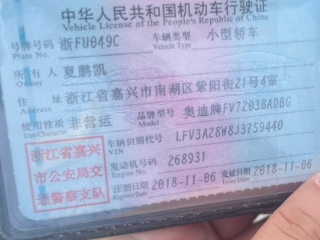 中华人民共和国机动车行驶证
Vehicle License of the People's Republic of China
号牌号码 浙FU849C 车辆类型 小型轿车
Plate No. Vehicle Type
所有人 夏鹏凯
Owner
住址 浙江省嘉兴市南湖区紫阳街21号4室
Address
使用性质 非营运 品牌型号 奥迪牌FV7203BADBG
Use Character Model
浙江省嘉兴
市公安局交
通警察支队
车辆识别代号 LFV3A28W8J3759440
VIN
发动机号码 268931
Engine No.
注册日期 2018-11-06 发证日期 2018-11-06
Register Date Issue Date